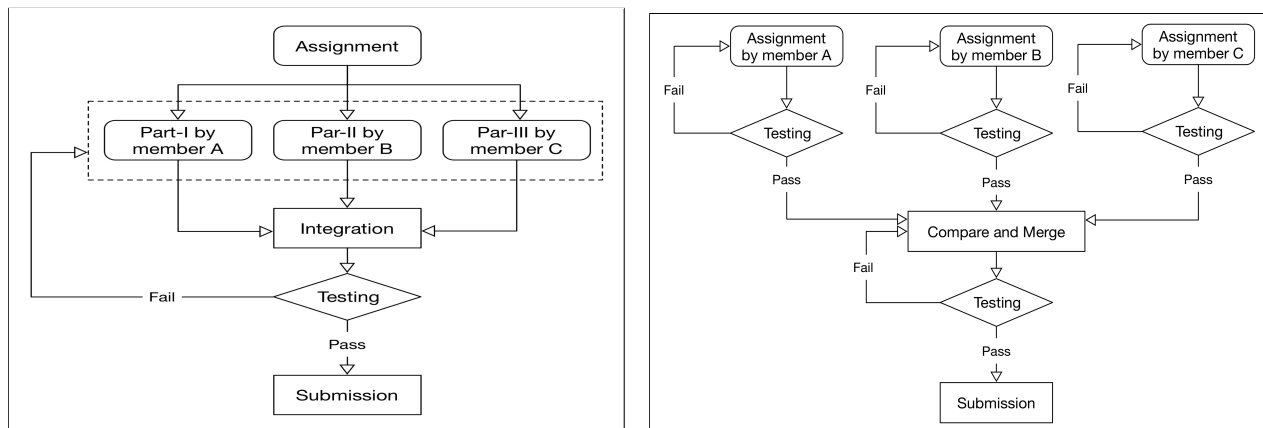 Assignment
Part-I by
member A
Par-II by
member B
Par-III by
member C
Integration
Fail
Testing
Pass
Submission
Assignment
by member A
Assignment
by member B
Assignment
by member C
Fail
Fail
Fail
Testing
Testing
Testing
Pass
Pass
Pass
Compare and Merge
Fail
Testing
Pass
Submission